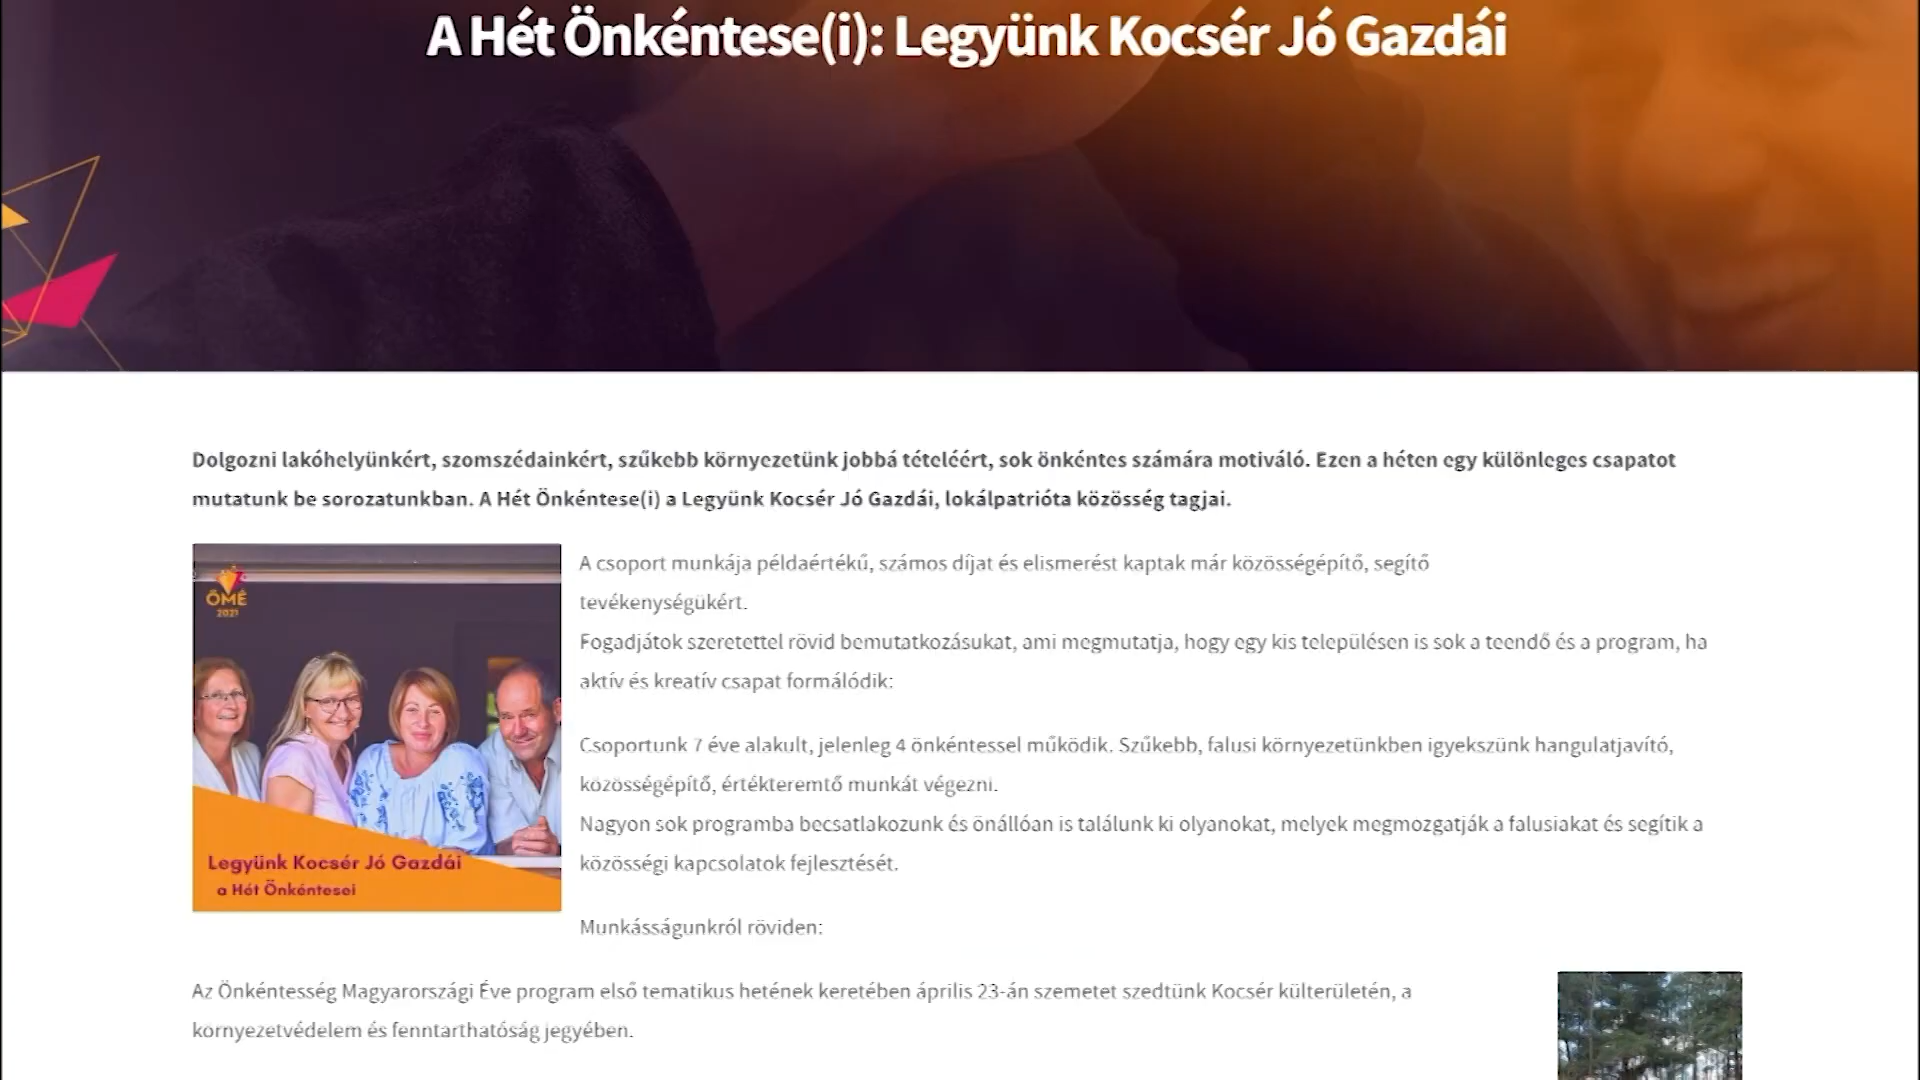 A Hét Önkéntese(i): Legyünk Kocsér Jó Gazdái
Dolgozni lakóhelyünkért, szomszédainkért, szűkebb környezetünk jobbá tételéért, sok önkéntes számára motiváló. Ezen a héten egy különleges csapatot
mutatunk be sorozatunkban. A Hét Önkéntese(i) a Legyünk Kocsér Jó Gazdái, lokálpatrióta közösség tagjai.
ÖMÉ
2021
Legyünk Kocsér Jó Gazdái
a Hét Önkéntesei
A csoport munkája példaértékű, számos díjat és elismerést kaptak már közösségépítő, segítő
tevékenységükért.
Fogadjátok szeretettel rövid bemutatkozásukat, ami megmutatja, hogy egy kis településen is sok a teendő és a program, ha
aktív és kreatív csapat formálódik:
Csoportunk 7 éve alakult, jelenleg 4 önkéntessel működik. Szűkebb, falusi környezetünkben igyekszünk hangulatjavító,
közösségépítő, értékteremtő munkát végezni.
Nagyon sok programba becsatlakozunk és önállóan is találunk ki olyanokat, melyek megmozgatják a falusiakat és segítik a
közösségi kapcsolatok fejlesztését.
Munkásságunkról röviden:
Az Önkéntesség Magyarországi Éve program első tematikus hetének keretében április 23-án szemetet szedtünk Kocsér külterületén, a
környezetvédelem és fenntarthatóság jegyében.